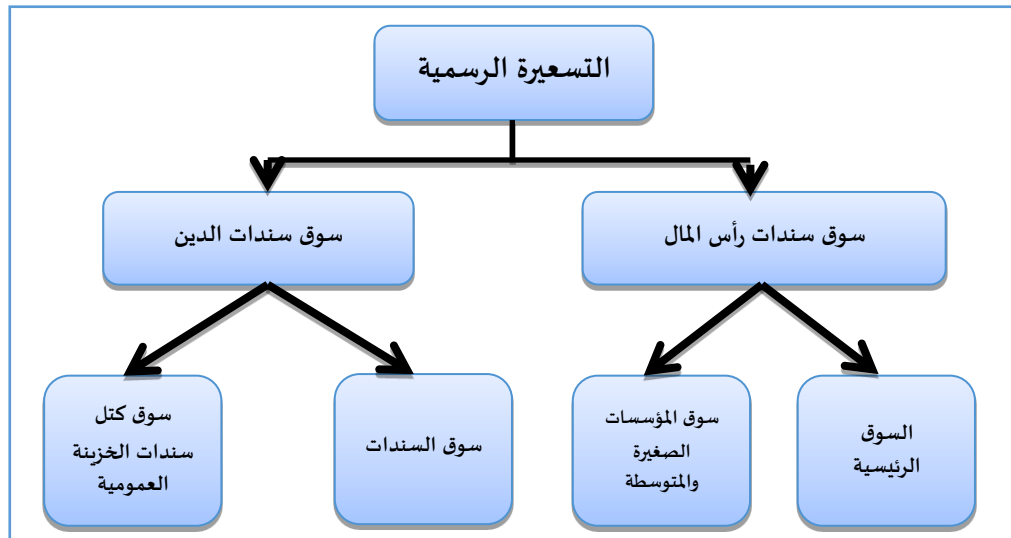 التسعيرة الرسمية
سوق سندات رأس المال
سوق سندات الدين
السوق
الرئيسية
سوق المؤسسات
الصغيرة
والمتوسطة
سوق السندات
سوق كتل
سندات الخزينة
العمومية